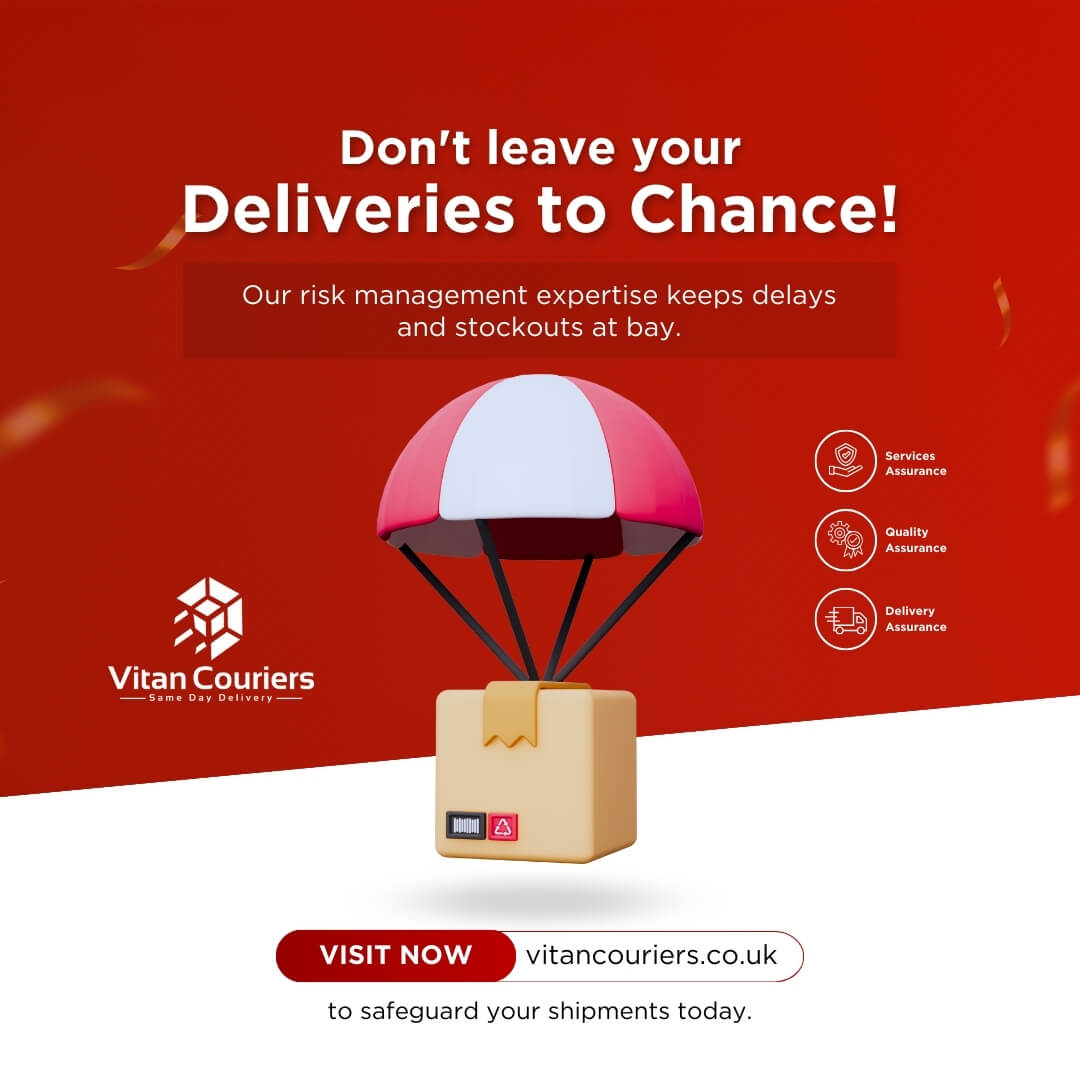 Don't leave your
Deliveries to Chance!
Our risk management expertise keeps delays
and stockouts at bay.
Services
Assurance
Quality
Assurance
Delivery
Assurance
Vitan Couriers
Same Day Delivery
VISIT NOW
vitancouriers.co.uk
to safeguard your shipments today.